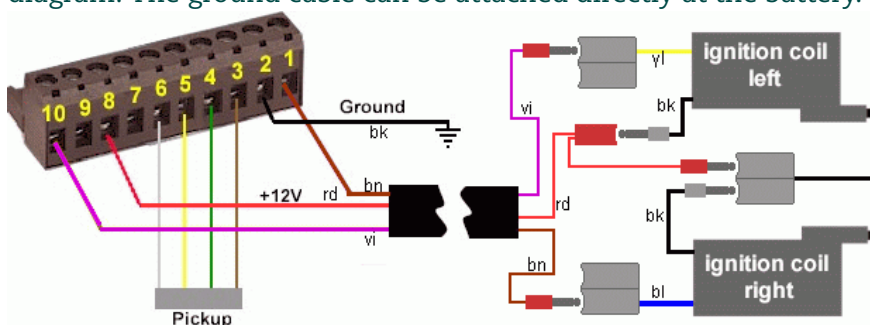 diagram. The ground cable can be attached directly at the battery.
10 9 8 7 6 5 4 3 2 1
Ground
bk
+12V
rd
bn
vi
Pickup
vi
rd
bn
yl
bk
bk
bl
ignition coil
left
ignition coil
right